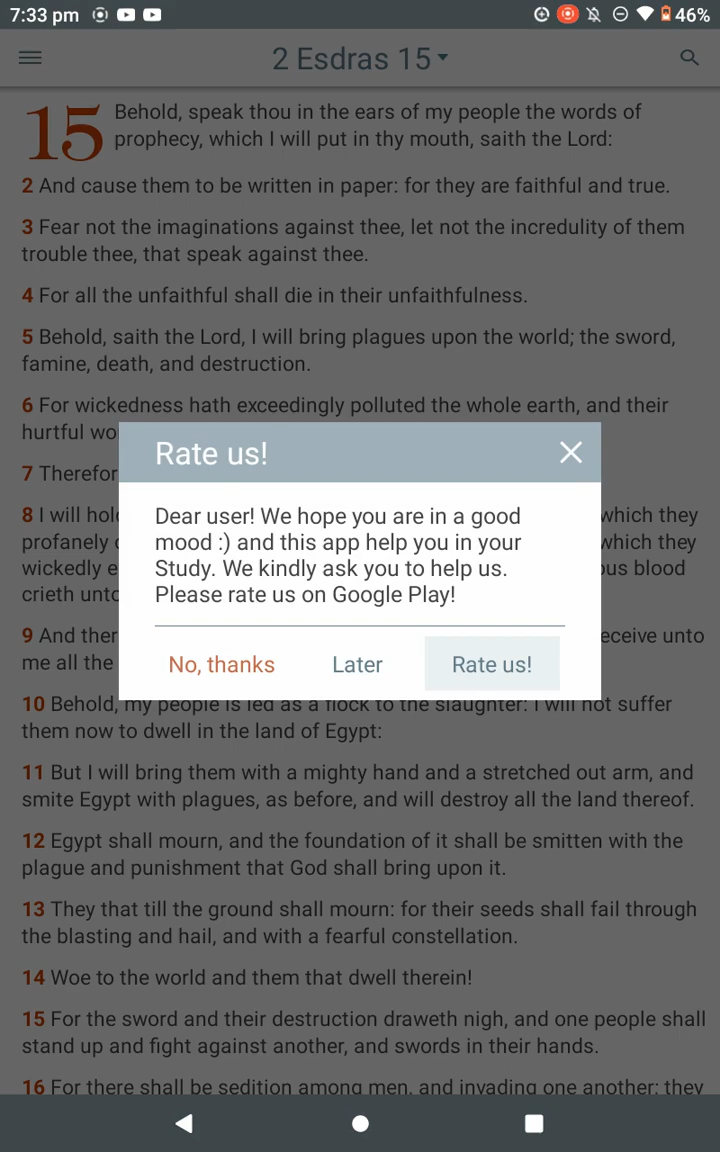 7:33 pm
46%
2 Esdras 15
15 Behold, speak thou in the ears of my people the words of
prophecy, which I will put in thy mouth, saith the Lord:
2 And cause them to be written in paper: for they are faithful and true.
3 Fear not the imaginations against thee, let not the incredulity of them
trouble thee, that speak against thee.
4 For all the unfaithful shall die in their unfaithfulness.
5 Behold, saith the Lord, I will bring plagues upon the world; the sword,
famine, death, and destruction.
6 For wickedness hath exceedingly polluted the whole earth, and their
hurtful
7
8 I will which they
profanely which they
wickedly blood
crieth
9 And unto
me all the
Rate us!
Dear user! We hope you are in a good
mood :) and this app help you in your
Study. We kindly ask you to help us.
Please rate us on Google Play!
No, thanks Later Rate us!
10 Behold, my people is led as a flock to the slaughter: I will not suffer
them now to dwell in the land of Egypt:
11 But I will bring them with a mighty hand and a stretched out arm, and
smite Egypt with plagues, as before, and will destroy all the land thereof.
12 Egypt shall mourn, and the foundation of it shall be smitten with the
plague and punishment that God shall bring upon it.
13 They that till the ground shall mourn: for their seeds shall fail through
the blasting and hail, and with a fearful constellation.
14 Woe to the world and them that dwell therein!
15 For the sword and their destruction draweth nigh, and one people shall
stand up and fight against another, and swords in their hands.
16 For there shall be sedition among men, and invading one another; they